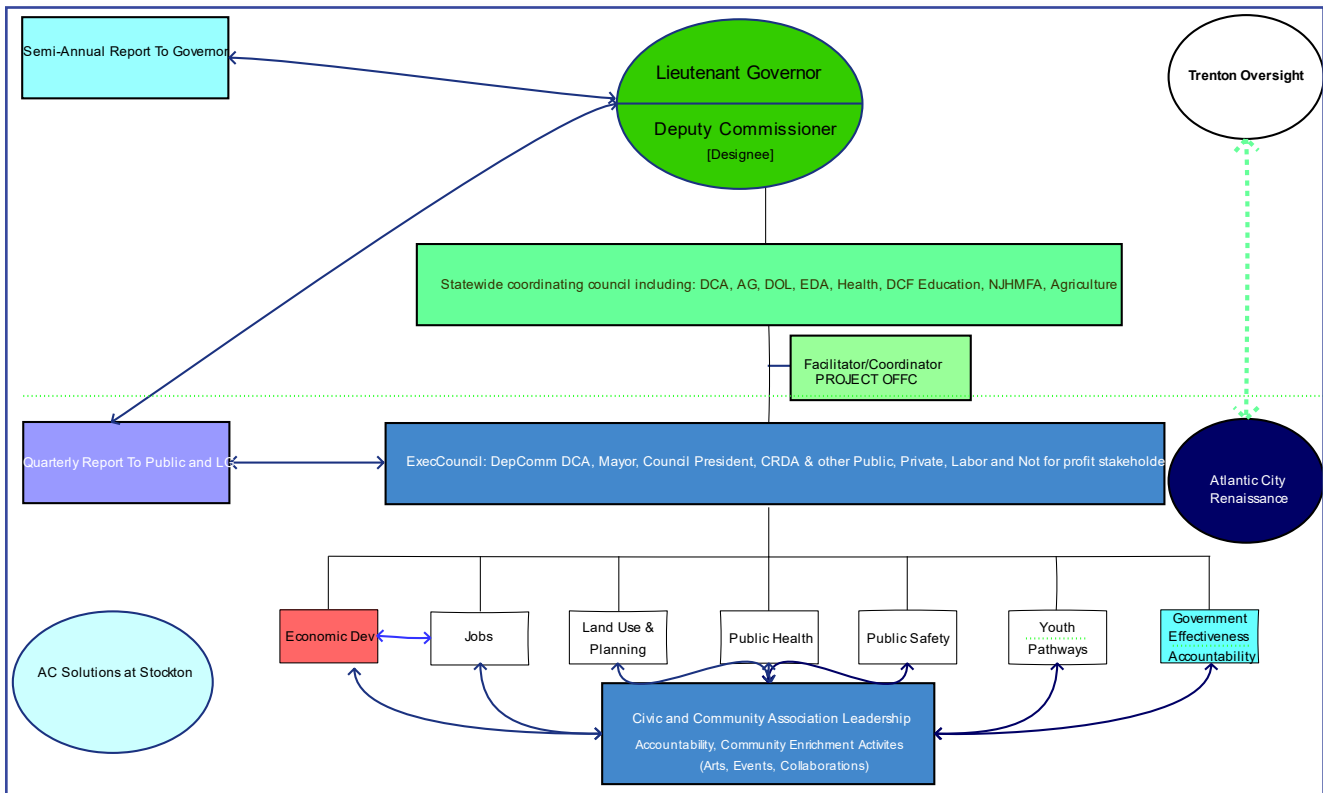 Semi-Annual Report To Governor
Lieutenant Governor
Deputy Commissioner
[Designee]
Trenton Oversight
Statewide coordinating council including: DCA, AG, DOL, EDA, Health, DCF Education, NJHMFA, Agriculture
Facilitator/Coordinator
PROJECT OFFC
Quarterly Report To Public and LG
ExecCouncil: DepComm DCA, Mayor, Council President, CRDA & other Public, Private, Labor and Not for profit stakeholde
Atlantic City
Renaissance
Economic Dev
Jobs
Land Use &
Planning
Public Health
Public Safety
Youth
Pathways
Government
Effectiveness
Accountability
AC Solutions at Stockton
Civic and Community Association Leadership
Accountability, Community Enrichment Activites
(Arts, Events, Collaborations)